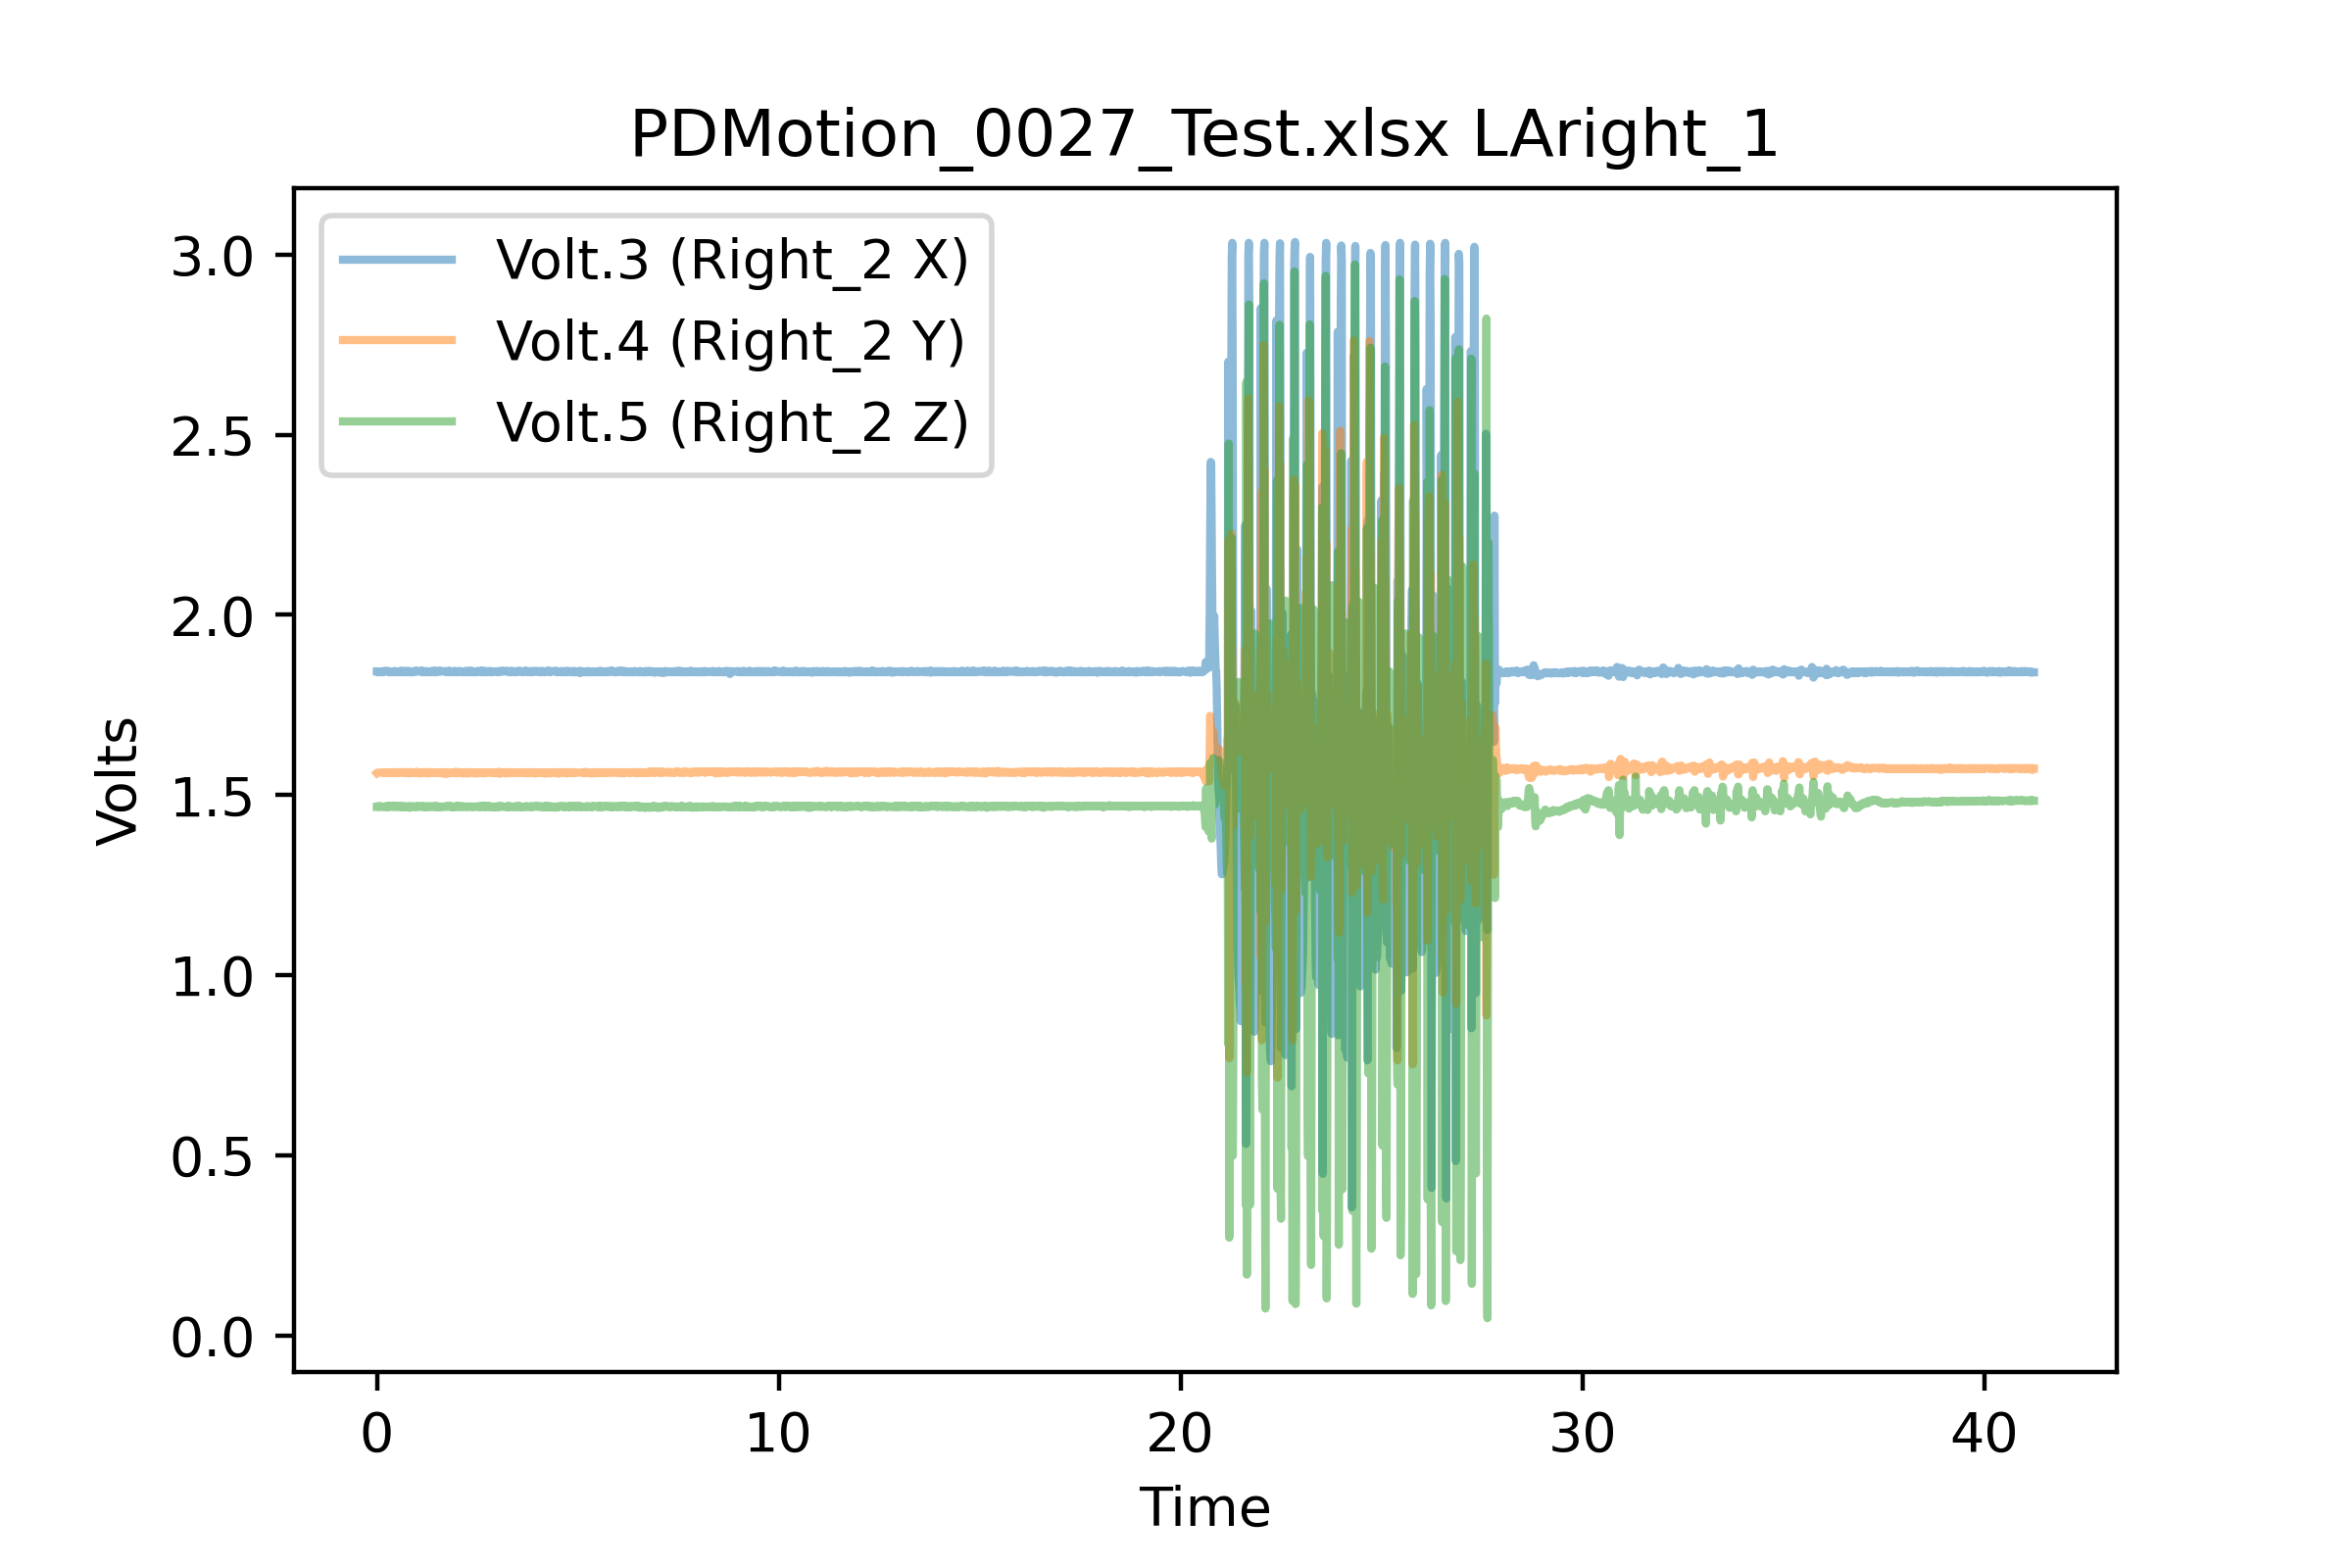 PDMotion_0027_Test.xlsx LAright_1
Volt.3 (Right_2 X)
Volt.4 (Right_2 Y)
Volt.5 (Right_2 Z)
3.0
2.5
2.0
1.5
1.0
0.5
0.0
Volts
0 10 20 30 40
Time